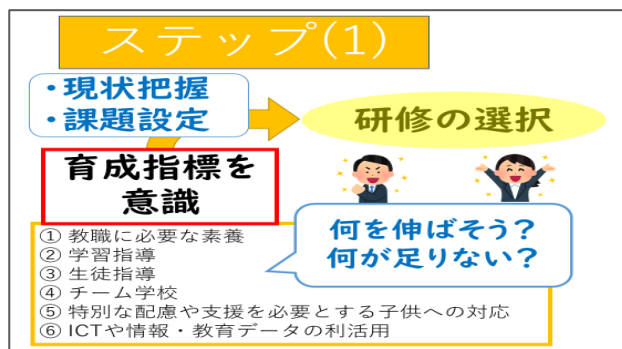 ステップ(1)
・現状把握
・課題設定
研修の選択
育成指標を
意識
何を伸ばそう?
何が足りない?
① 教職に必要な素養
② 学習指導
③ 生徒指導
④ チーム学校
⑤ 特別な配慮や支援を必要とする子供への対応
⑥ ICTや情報・教育データの利活用